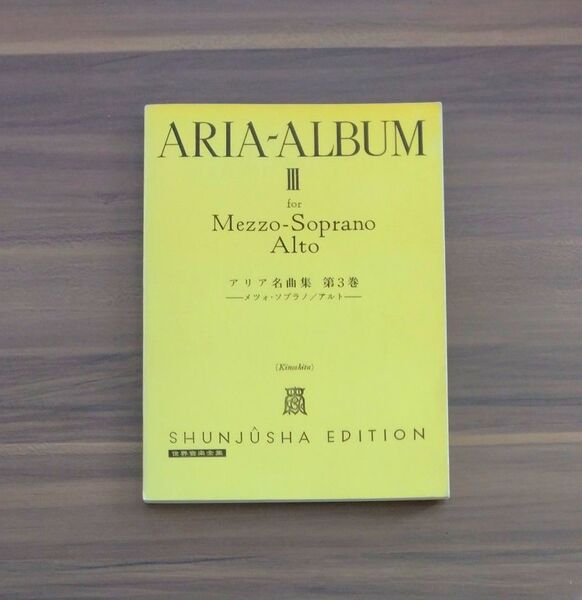 ARIA-ALBUM
III
for
Mezzo-Soprano
Alto
アリア名曲集 第3巻
―メツォ・ソプラノ/アルト―
(Kinoshita)
SHUNJÛSHA EDITION
世界音楽全集